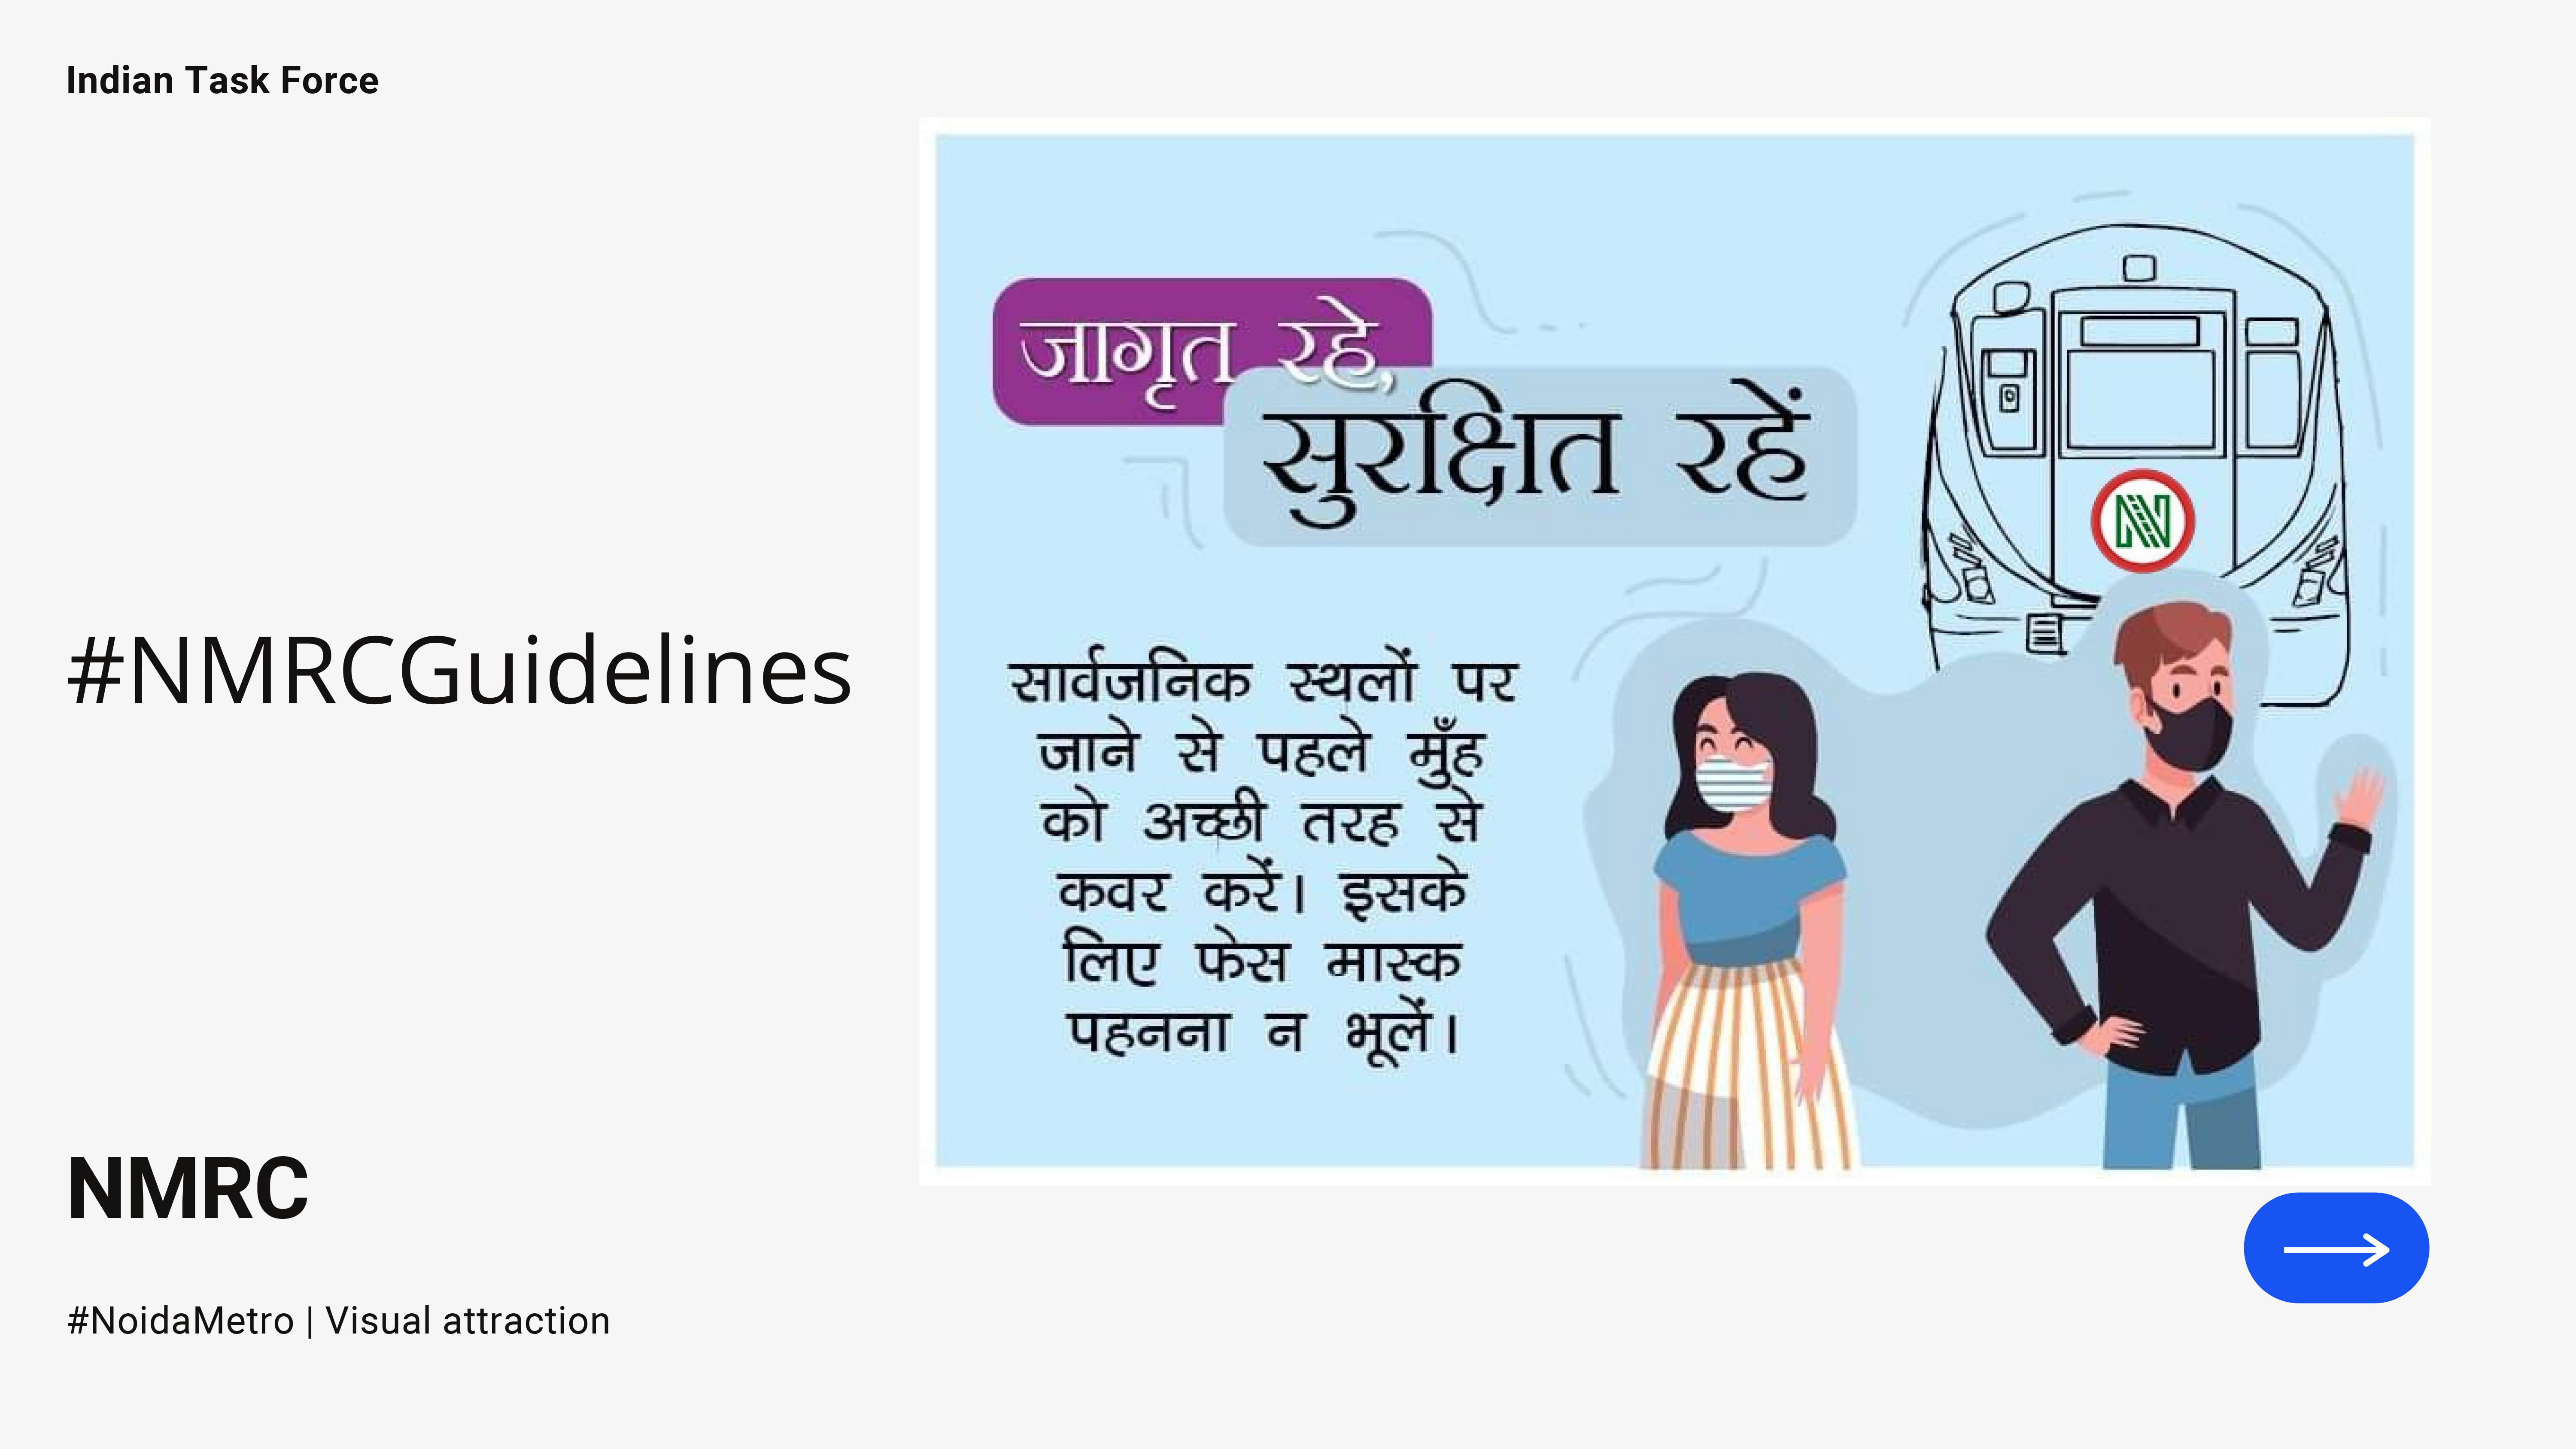 Indian Task Force
जागृत रहे,
सुरक्षित रहें
#NMRCGuidelines
सार्वजनिक स्थलों पर
जाने से पहले मुँह
को अच्छी तरह से
कवर करें। इसके
लिए फेस मास्क
पहनना न भूलें।
NMRC
#NoidaMetro | Visual attraction